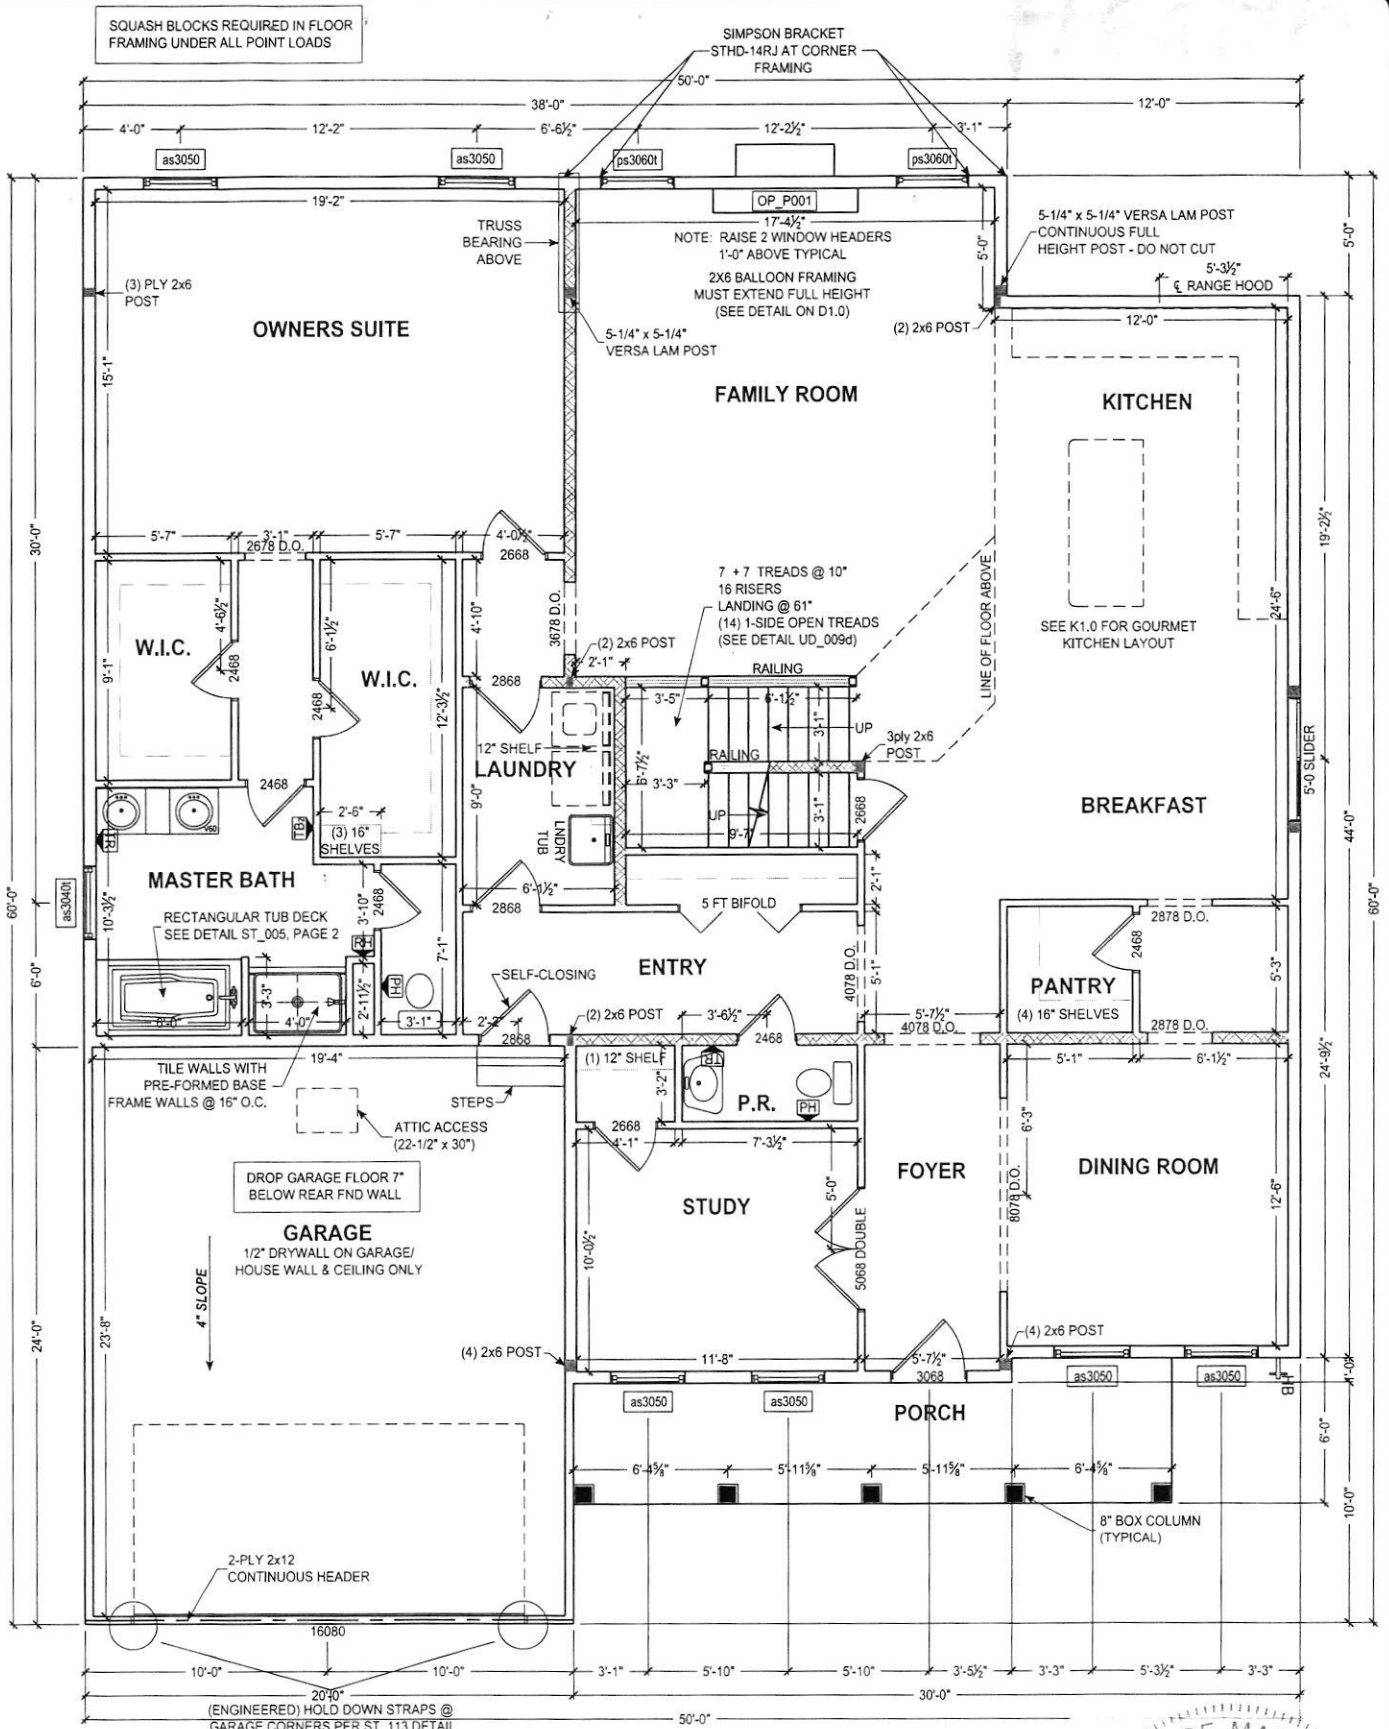 SQUASH BLOCKS REQUIRED IN FLOOR
FRAMING UNDER ALL POINT LOADS
SIMPSON BRACKET
STHD-14RJ AT CORNER
FRAMING
50'-0"
38'-0"
12'-0"
4'-0"
12'-2"
6'-6½"
12'-2½"
3'-1"
as3050
as3050
ps3060t
ps3060t
19'-2"
OP_P001
17'-4½"
TRUSS
BEARING
ABOVE
NOTE: RAISE 2 WINDOW HEADERS
1'-0" ABOVE TYPICAL
2X6 BALLOON FRAMING
MUST EXTEND FULL HEIGHT
(SEE DETAIL ON D1.0)
5'-0"
5-1/4" x 5-1/4" VERSA LAM POST
CONTINUOUS FULL
HEIGHT POST - DO NOT CUT
5'-0"
5'-3½"
℄ RANGE HOOD
(3) PLY 2x6
POST
OWNERS SUITE
5-1/4" x 5-1/4"
VERSA LAM POST
(2) 2x6 POST
12'-0"
15'-1"
FAMILY ROOM
KITCHEN
30'-0"
19'-2½"
5'-7"
3'-1"
5'-7"
4'-0½"
2678 D.O.
2668
7 + 7 TREADS @ 10"
16 RISERS
LANDING @ 61"
(14) 1-SIDE OPEN TREADS
(SEE DETAIL UD_009d)
LINE OF FLOOR ABOVE
24'-6"
SEE K1.0 FOR GOURMET
KITCHEN LAYOUT
W.I.C.
4'-6½"
2468
9'-1"
6'-1½"
W.I.C.
2468
12'-3½"
4'-10"
3678 D.O.
(2) 2x6 POST
2'-1"
RAILING
2868
3'-5"
6'-1½"
3'-1"
UP
3ply 2x6
POST
12" SHELF
LAUNDRY
RAILING
6'-7½"
3'-3"
9'-0"
UP
3'-1"
9'-7"
2668
5'-0 SLIDER
BREAKFAST
44'-0"
2468
2'-6"
(3) 16"
SHELVES
V60
TR
TB2
LNDRY
TUB
MASTER BATH
as3040t
10'-3½"
RECTANGULAR TUB DECK
SEE DETAIL ST_005, PAGE 2
3'-10"
2468
6'-1½"
2868
5 FT BIFOLD
2'-1"
2878 D.O.
60'-0"
60'-0"
6'-0"
RH
7'-1"
ENTRY
SELF-CLOSING
4078 D.O.
5'-1"
PANTRY
2468
5'-3"
(4) 16" SHELVES
3'-3"
6'-0"
4'-0"
2'-11½"
PH
3'-1"
2868
(2) 2x6 POST
3'-6½"
2468
5'-7½"
4078 D.O.
2878 D.O.
19'-4"
(1) 12" SHELF
TR
5'-1"
6'-1½"
24'-9½"
TILE WALLS WITH
PRE-FORMED BASE
FRAME WALLS @ 16" O.C.
STEPS
3'-2"
P.R.
PH
ATTIC ACCESS
(22-1/2" x 30")
2668
4'-1"
7'-3½"
6'-3"
DROP GARAGE FLOOR 7"
BELOW REAR FND WALL
FOYER
DINING ROOM
5'-0"
8078 D.O.
12'-6"
STUDY
GARAGE
1/2" DRYWALL ON GARAGE/
HOUSE WALL & CEILING ONLY
10'-0½"
5068 DOUBLE
4" SLOPE
24'-0"
23'-8"
(4) 2x6 POST
11'-8"
5'-7½"
(4) 2x6 POST
3068
as3050
as3050
as3050
as3050
HB
PORCH
6'-0"
6'-4⅝"
5'-11⅝"
5-11⅝"
6'-4⅝"
10'-0"
8" BOX COLUMN
(TYPICAL)
2-PLY 2x12
CONTINUOUS HEADER
16080
10'-0"
10'-0"
3'-1"
5'-10"
5'-10"
3'-5½"
3'-3"
5'-3½"
3'-3"
20'-0"
30'-0"
(ENGINEERED) HOLD DOWN STRAPS @
GARAGE CORNERS PER ST_113 DETAIL
50'-0"